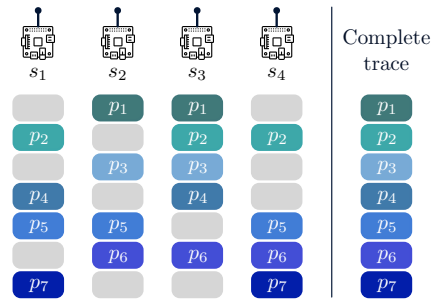 s1 s2 s3 s4 Complete trace
p1 p1 p1
p2 p2 p2 p2
p3 p3 p3
p4 p4 p4
p5 p5 p5 p5
p6 p6 p6 p6
p7 p7 p7